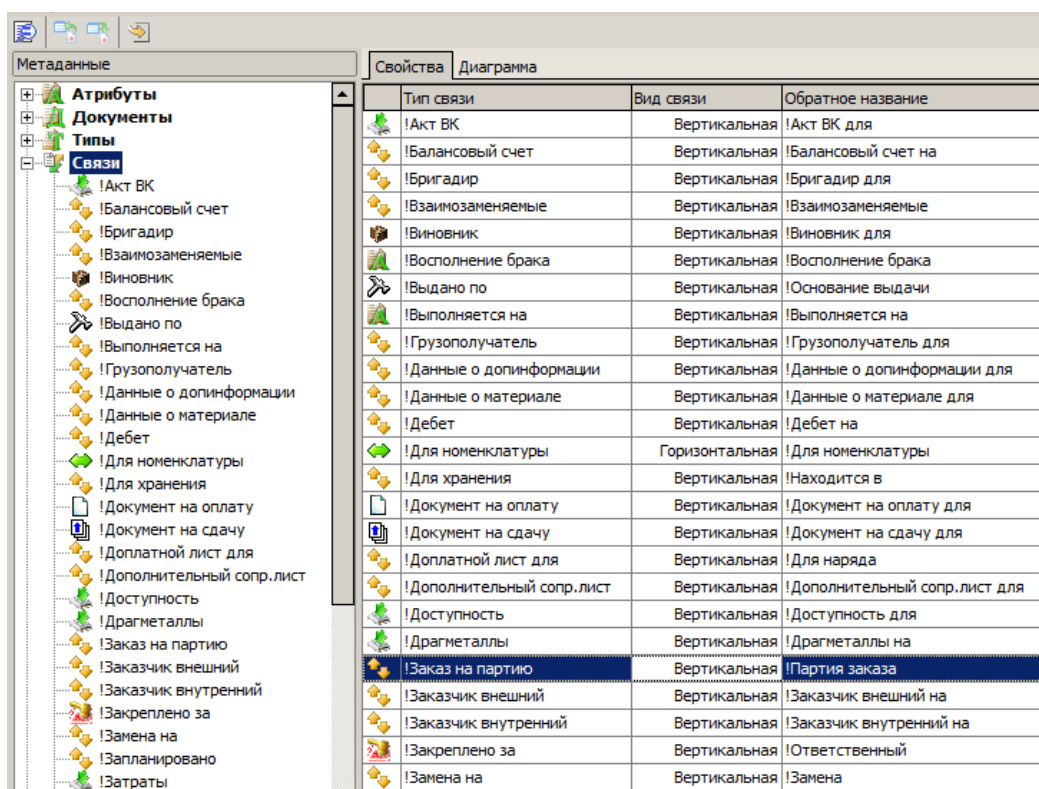 Метаданные
Атрибуты
Документы
Типы
Связи
!Акт ВК
!Балансовый счет
!Бригадир
!Взаимозаменяемые
!Виновник
!Восполнение брака
!Выдано по
!Выполняется на
!Грузополучатель
!Данные о допинформации
!Данные о материале
!Дебет
!Для номенклатуры
!Для хранения
!Документ на оплату
!Документ на сдачу
!Доплатной лист для
!Дополнительный сопр.лист
!Доступность
!Драгметаллы
!Заказ на партию
!Заказчик внешний
!Заказчик внутренний
!Закреплено за
!Замена на
!Запланировано
!Затраты
Свойства Диаграмма
Тип связи Вид связи Обратное название
!Акт ВК Вертикальная !Акт ВК для
!Балансовый счет Вертикальная !Балансовый счет на
!Бригадир Вертикальная !Бригадир для
!Взаимозаменяемые Вертикальная !Взаимозаменяемые
!Виновник Вертикальная !Виновник для
!Восполнение брака Вертикальная !Восполнение брака
!Выдано по Вертикальная !Основание выдачи
!Выполняется на Вертикальная !Выполняется на
!Грузополучатель Вертикальная !Грузополучатель для
!Данные о допинформации Вертикальная !Данные о допинформации для
!Данные о материале Вертикальная !Данные о материале для
!Дебет Вертикальная !Дебет на
!Для номенклатуры Горизонтальная !Для номенклатуры
!Для хранения Вертикальная !Находится в
!Документ на оплату Вертикальная !Документ на оплату для
!Документ на сдачу Вертикальная !Документ на сдачу для
!Доплатной лист для Вертикальная !Для наряда
!Дополнительный сопр.лист Вертикальная !Дополнительный сопр.лист для
!Доступность Вертикальная !Доступность для
!Драгметаллы Вертикальная !Драгметаллы на
!Заказ на партию Вертикальная !Партия заказа
!Заказчик внешний Вертикальная !Заказчик внешний на
!Заказчик внутренний Вертикальная !Заказчик внутренний на
!Закреплено за Вертикальная !Ответственный
!Замена на Вертикальная !Замена